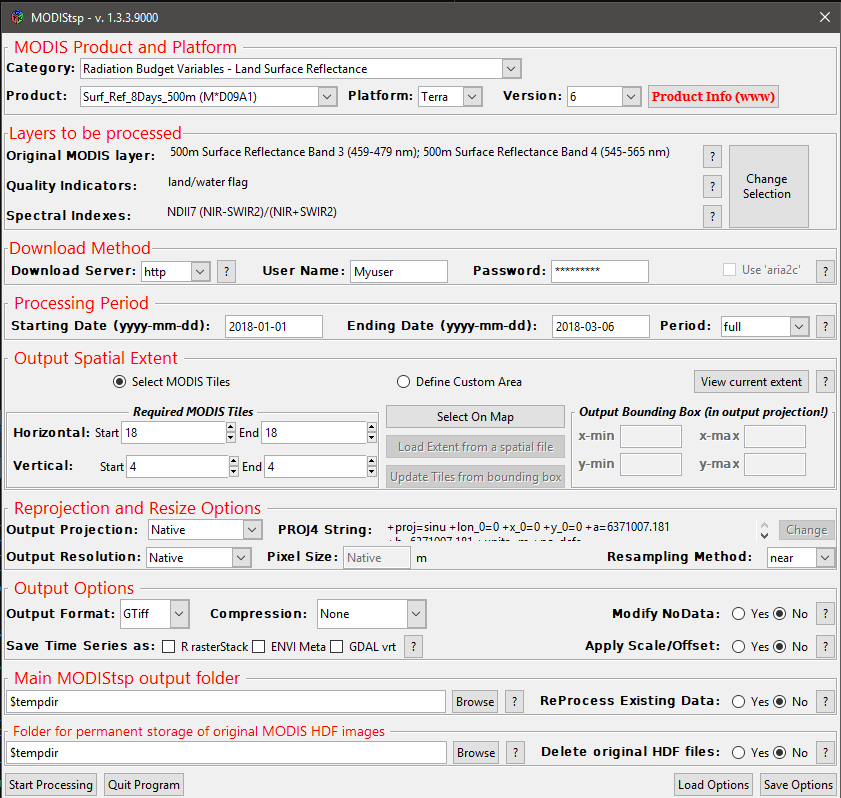 MODIStsp - v. 1.3.3.9000
MODIS Product and Platform
Category: Radiation Budget Variables - Land Surface Reflectance
Product: Surf_Ref_8Days_500m (M*D09A1) Platform: Terra Version: 6 Product Info (www)
Layers to be processed
Original MODIS layer: 500m Surface Reflectance Band 3 (459-479 nm); 500m Surface Reflectance Band 4 (545-565 nm) ?
Quality Indicators: land/water flag ?
Change Selection
Spectral Indexes: NDII7 (NIR-SWIR2)/(NIR+SWIR2) ?
Download Method
Download Server: http ? User Name: Myuser Password: ********* Use 'aria2c' ?
Processing Period
Starting Date (yyyy-mm-dd): 2018-01-01 Ending Date (yyyy-mm-dd): 2018-03-06 Period: full ?
Output Spatial Extent
Select MODIS Tiles Define Custom Area View current extent ?
Required MODIS Tiles Select On Map Output Bounding Box (in output projection!)
Horizontal: Start 18 End 18 x-min x-max
Load Extent from a spatial file
Vertical: Start 4 End 4 y-min y-max
Update Tiles from bounding box
Reprojection and Resize Options
Output Projection: Native PROJ4 String: +proj=sinu +lon_0=0 +x_0=0 +y_0=0 +a=6371007.181 Change
+b=6371007.181 +units=m +no_defs
Output Resolution: Native Pixel Size: Native m Resampling Method: near
Output Options
Output Format: GTiff Compression: None Modify NoData: Yes No ?
Save Time Series as: R rasterStack ENVI Meta GDAL vrt ? Apply Scale/Offset: Yes No ?
Main MODIStsp output folder
$tempdir Browse ? ReProcess Existing Data: Yes No ?
Folder for permanent storage of original MODIS HDF images
$tempdir Browse ? Delete original HDF files: Yes No ?
Start Processing Quit Program Load Options Save Options